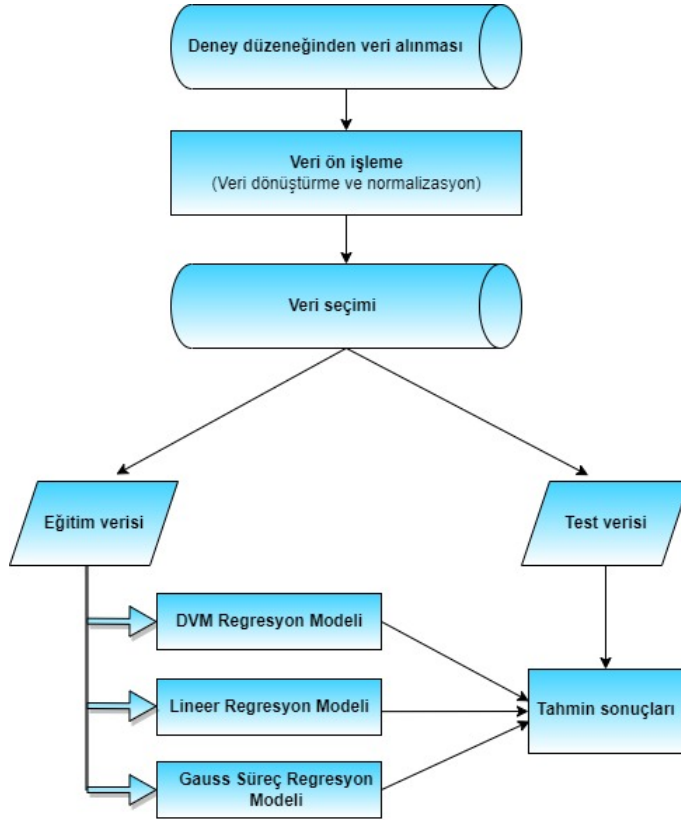 Deney düzeneğinden veri alınması
Veri ön işleme
(Veri dönüştürme ve normalizasyon)
Veri seçimi
Eğitim verisi
Test verisi
DVM Regresyon Modeli
Lineer Regresyon Modeli
Tahmin sonuçları
Gauss Süreç Regresyon
Modeli